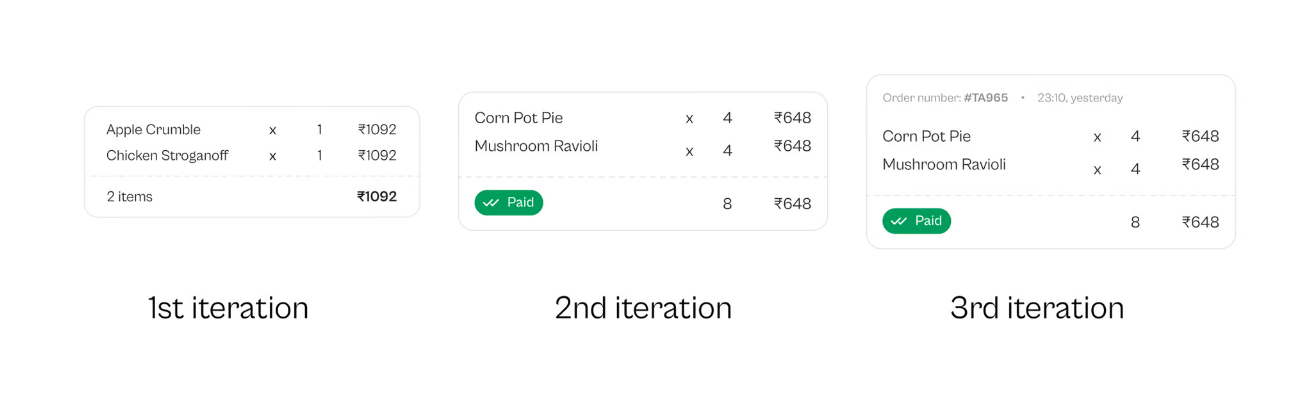 Apple Crumble x 1 ₹1092
Chicken Stroganoff x 1 ₹1092
2 items ₹1092
1st iteration
Corn Pot Pie x 4 ₹648
Mushroom Ravioli x 4 ₹648
Paid 8 ₹648
2nd iteration
Order number: #TA965 • 23:10, yesterday
Corn Pot Pie x 4 ₹648
Mushroom Ravioli x 4 ₹648
Paid 8 ₹648
3rd iteration